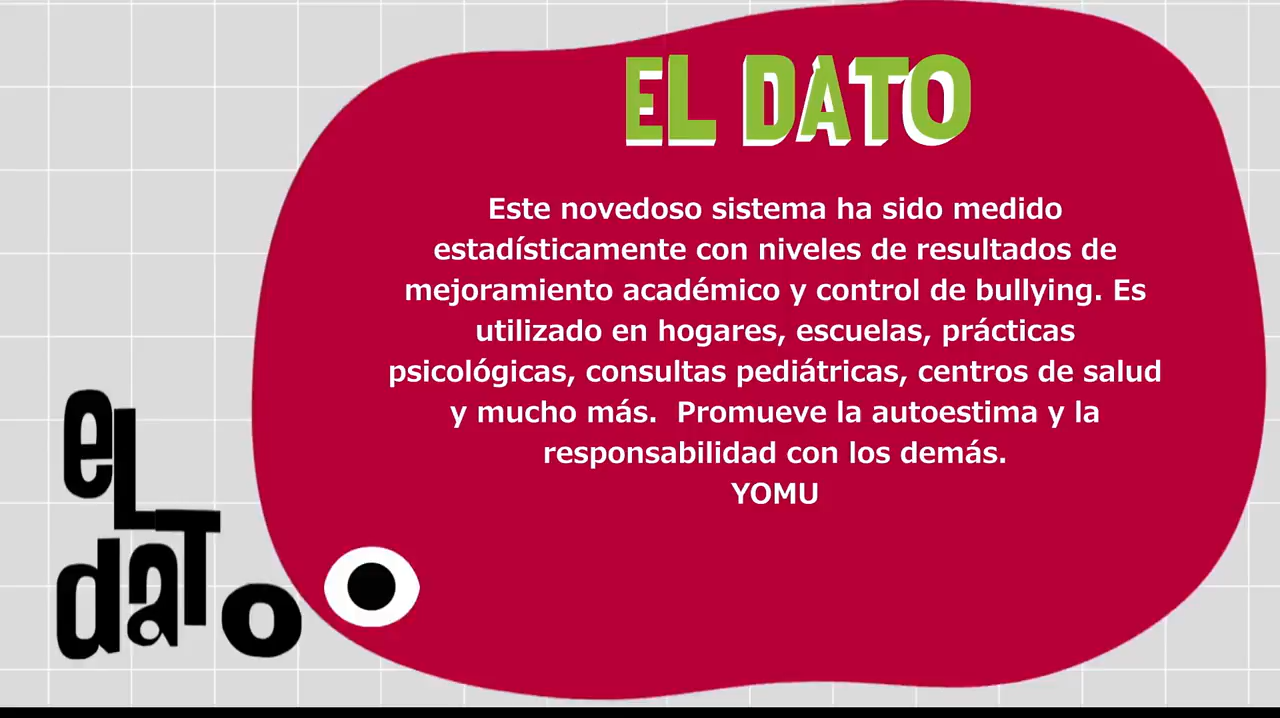 EL DATO
Este novedoso sistema ha sido medido
estadísticamente con niveles de resultados de
mejoramiento académico y control de bullying. Es
utilizado en hogares, escuelas, prácticas
psicológicas, consultas pediátricas, centros de salud
y mucho más.  Promueve la autoestima y la
responsabilidad con los demás.
YOMU
eL
daTo